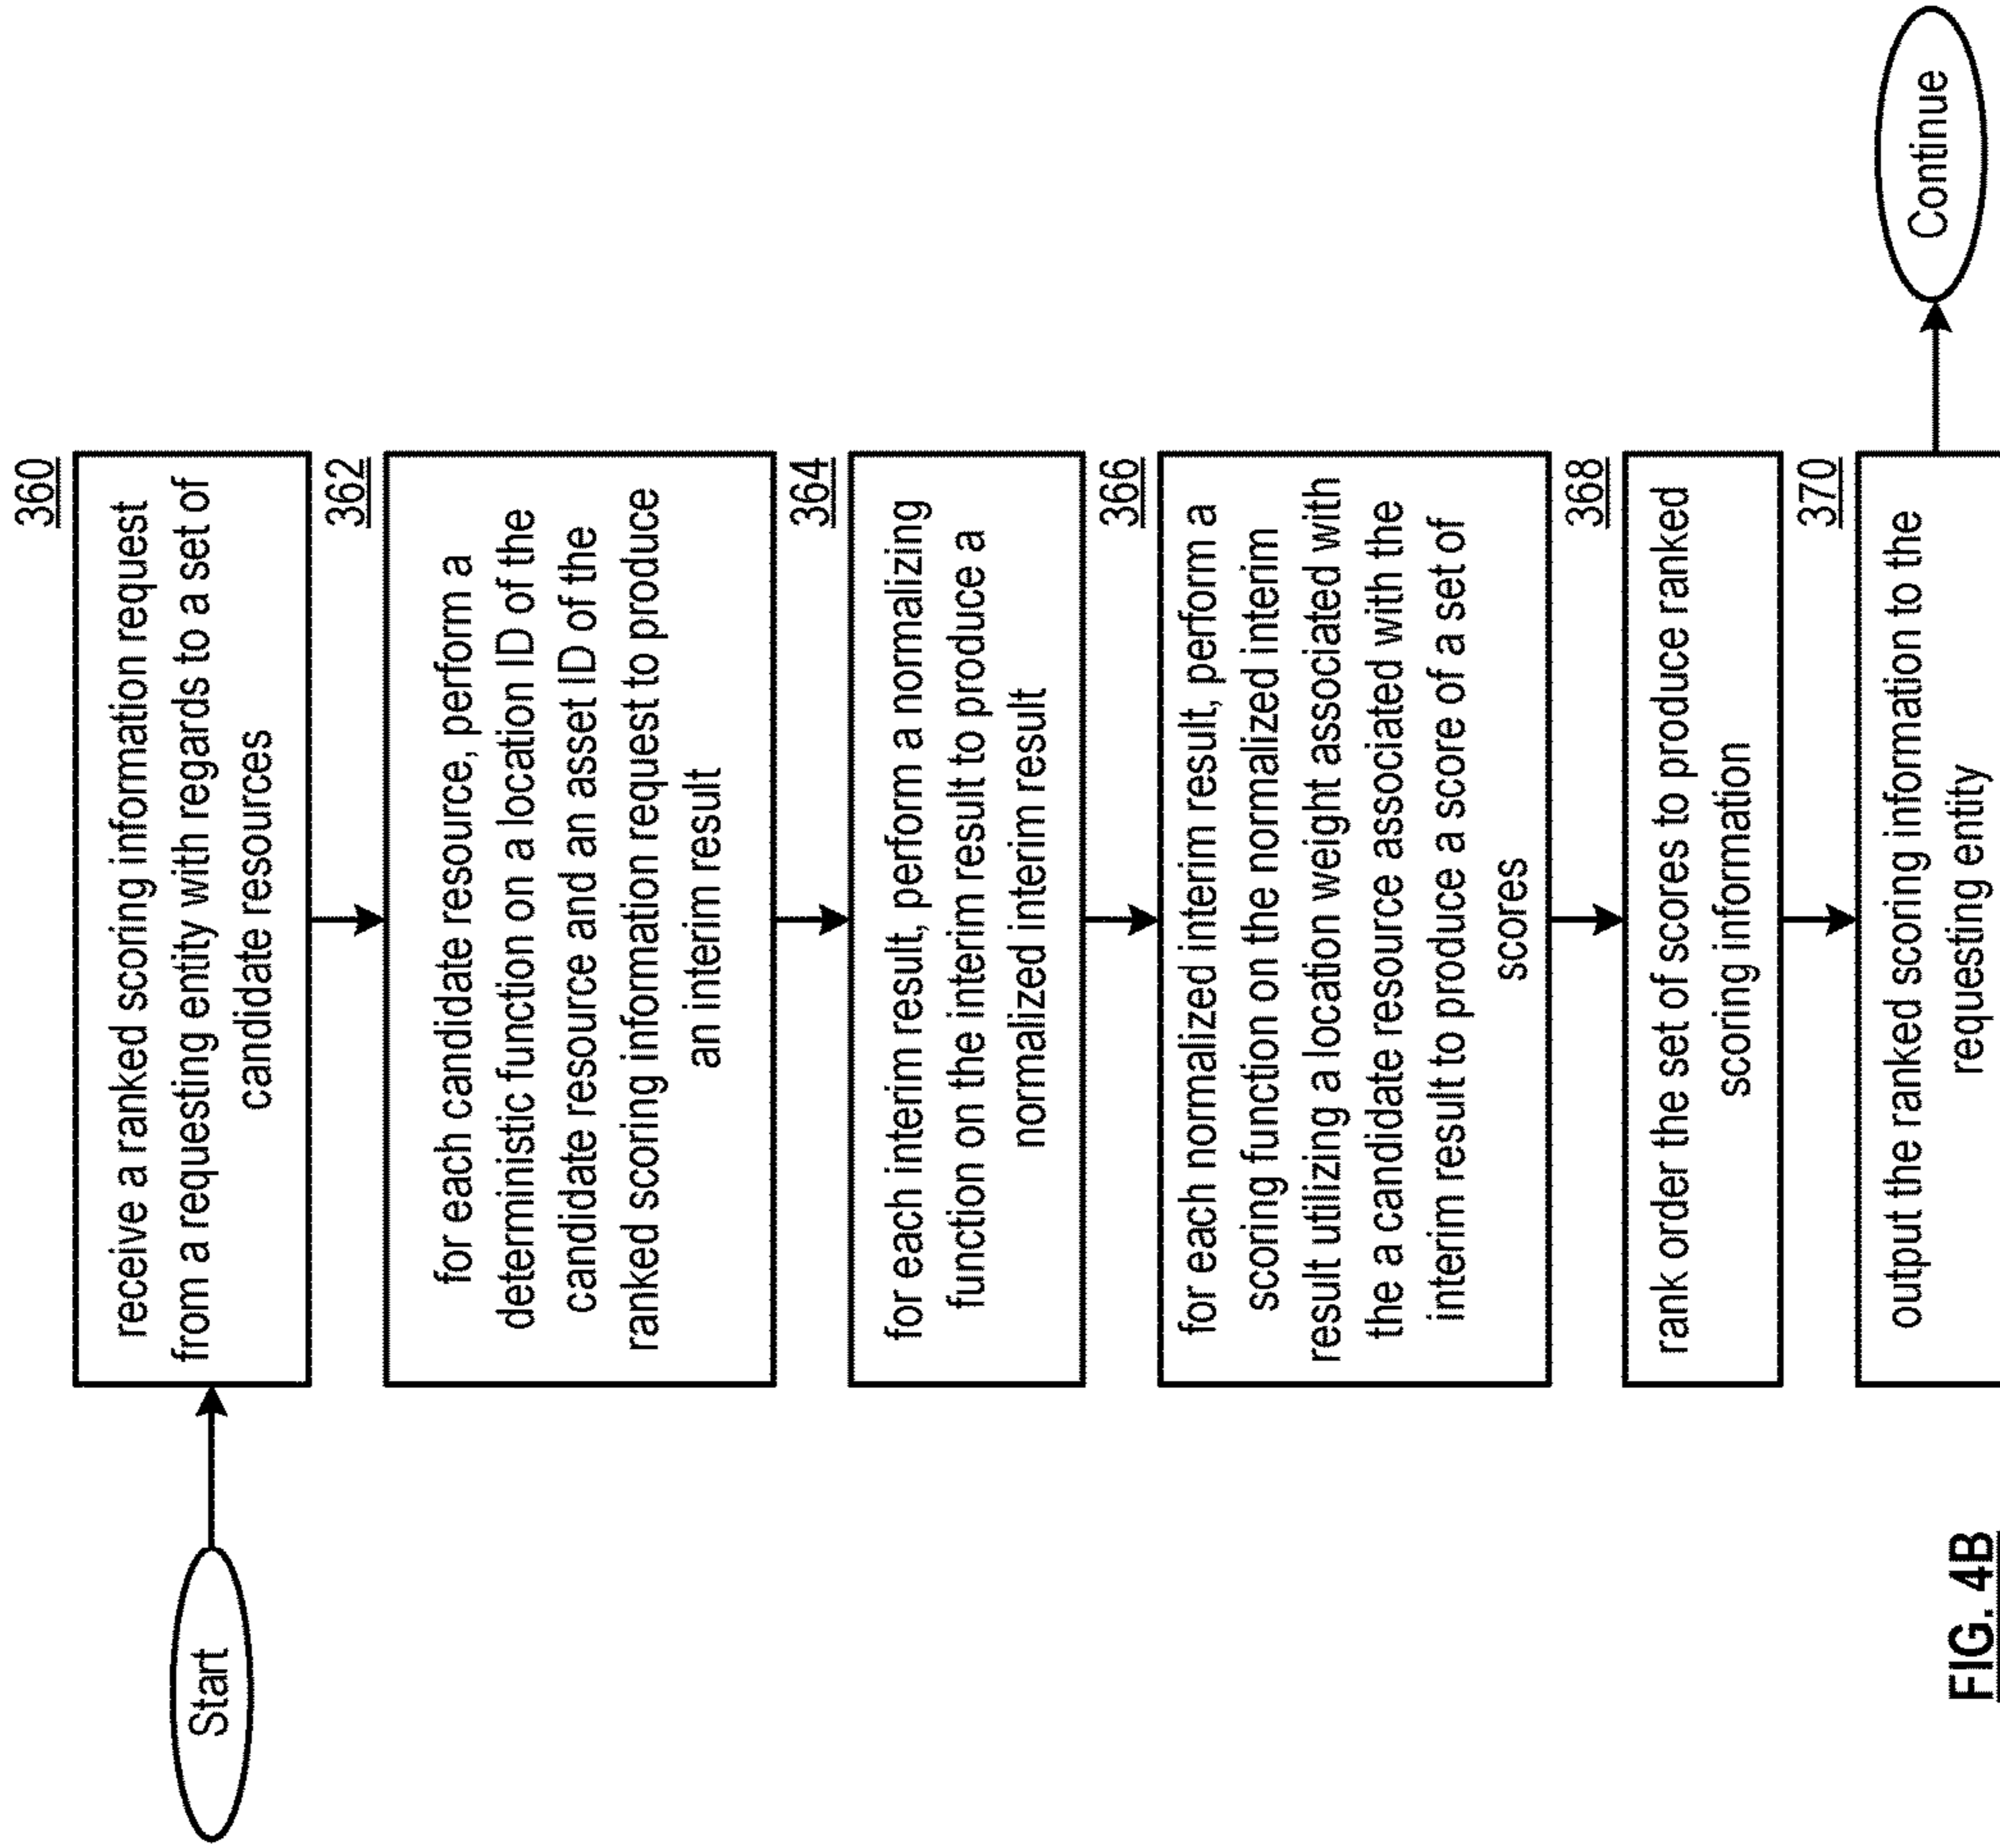 Start
360
receive a ranked scoring information request
from a requesting entity with regards to a set of
candidate resources
362
for each candidate resource, perform a
deterministic function on a location ID of the
candidate resource and an asset ID of the
ranked scoring information request to produce
an interim result
364
for each interim result, perform a normalizing
function on the interim result to produce a
normalized interim result
366
for each normalized interim result, perform a
scoring function on the normalized interim
result utilizing a location weight associated with
the a candidate resource associated with the
interim result to produce a score of a set of
scores
368
rank order the set of scores to produce ranked
scoring information
370
output the ranked scoring information to the
requesting entity
Continue
FIG. 4B